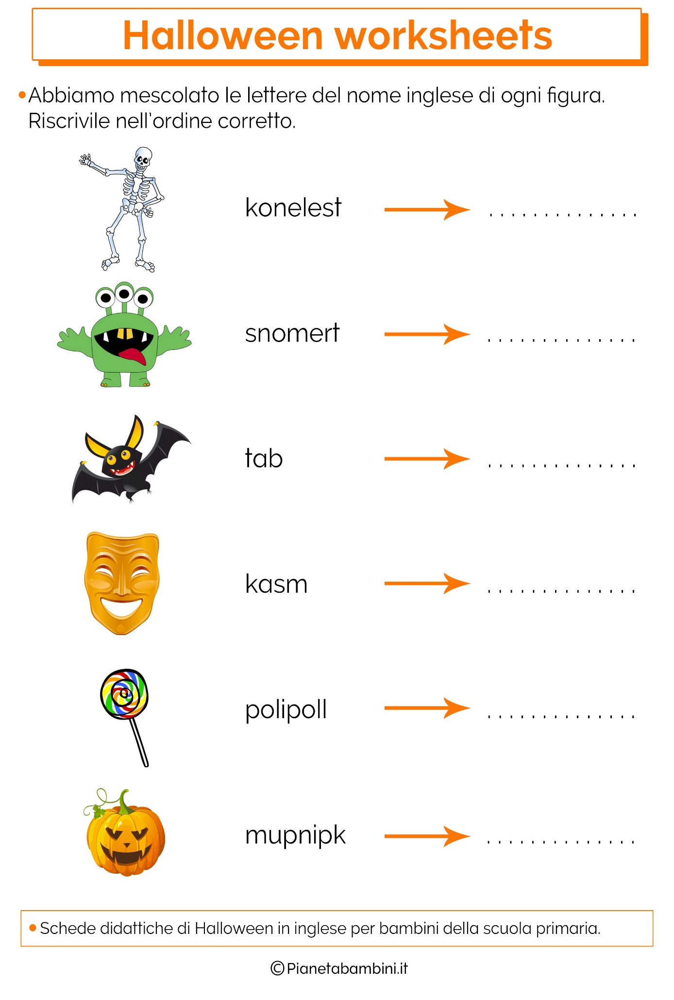 Halloween worksheets
•Abbiamo mescolato le lettere del nome inglese di ogni figura.
Riscrivile nell'ordine corretto.
konelest ..............
snomert ..............
tab ..............
kasm ..............
polipoll ..............
mupnipk ..............
• Schede didattiche di Halloween in inglese per bambini della scuola primaria.
©Pianetabambini.it